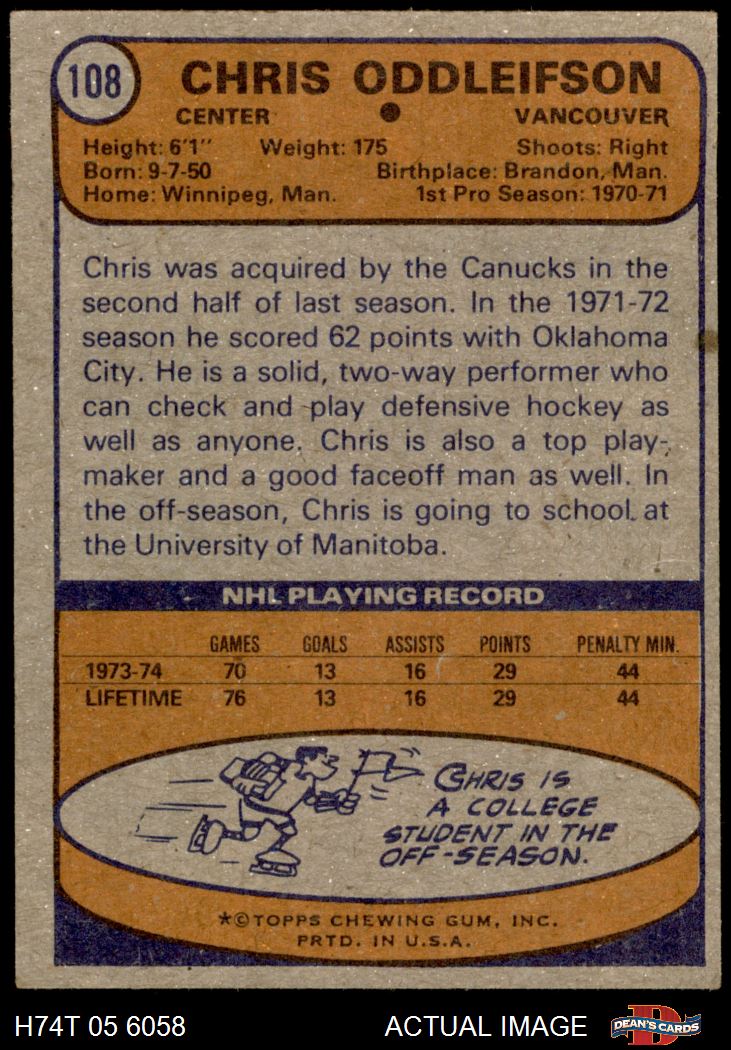 108
CHRIS ODDLEIFSON
CENTER ● VANCOUVER
Height: 6'1" Weight: 175 Shoots: Right
Born: 9-7-50 Birthplace: Brandon, Man.
Home: Winnipeg, Man. 1st Pro Season: 1970-71
Chris was acquired by the Canucks in the
second half of last season. In the 1971-72
season he scored 62 points with Oklahoma
City. He is a solid, two-way performer who
can check and play defensive hockey as
well as anyone. Chris is also a top play-
maker and a good faceoff man as well. In
the off-season, Chris is going to school at
the University of Manitoba.
NHL PLAYING RECORD
GAMES GOALS ASSISTS POINTS PENALTY MIN.
1973-74 70 13 16 29 44
LIFETIME 76 13 16 29 44
CHRIS IS
A COLLEGE
STUDENT IN THE
OFF-SEASON.
★©TOPPS CHEWING GUM, INC.
PRTD. IN U.S.A.
H74T 05 6058 ACTUAL IMAGE D DEAN'S CARDS